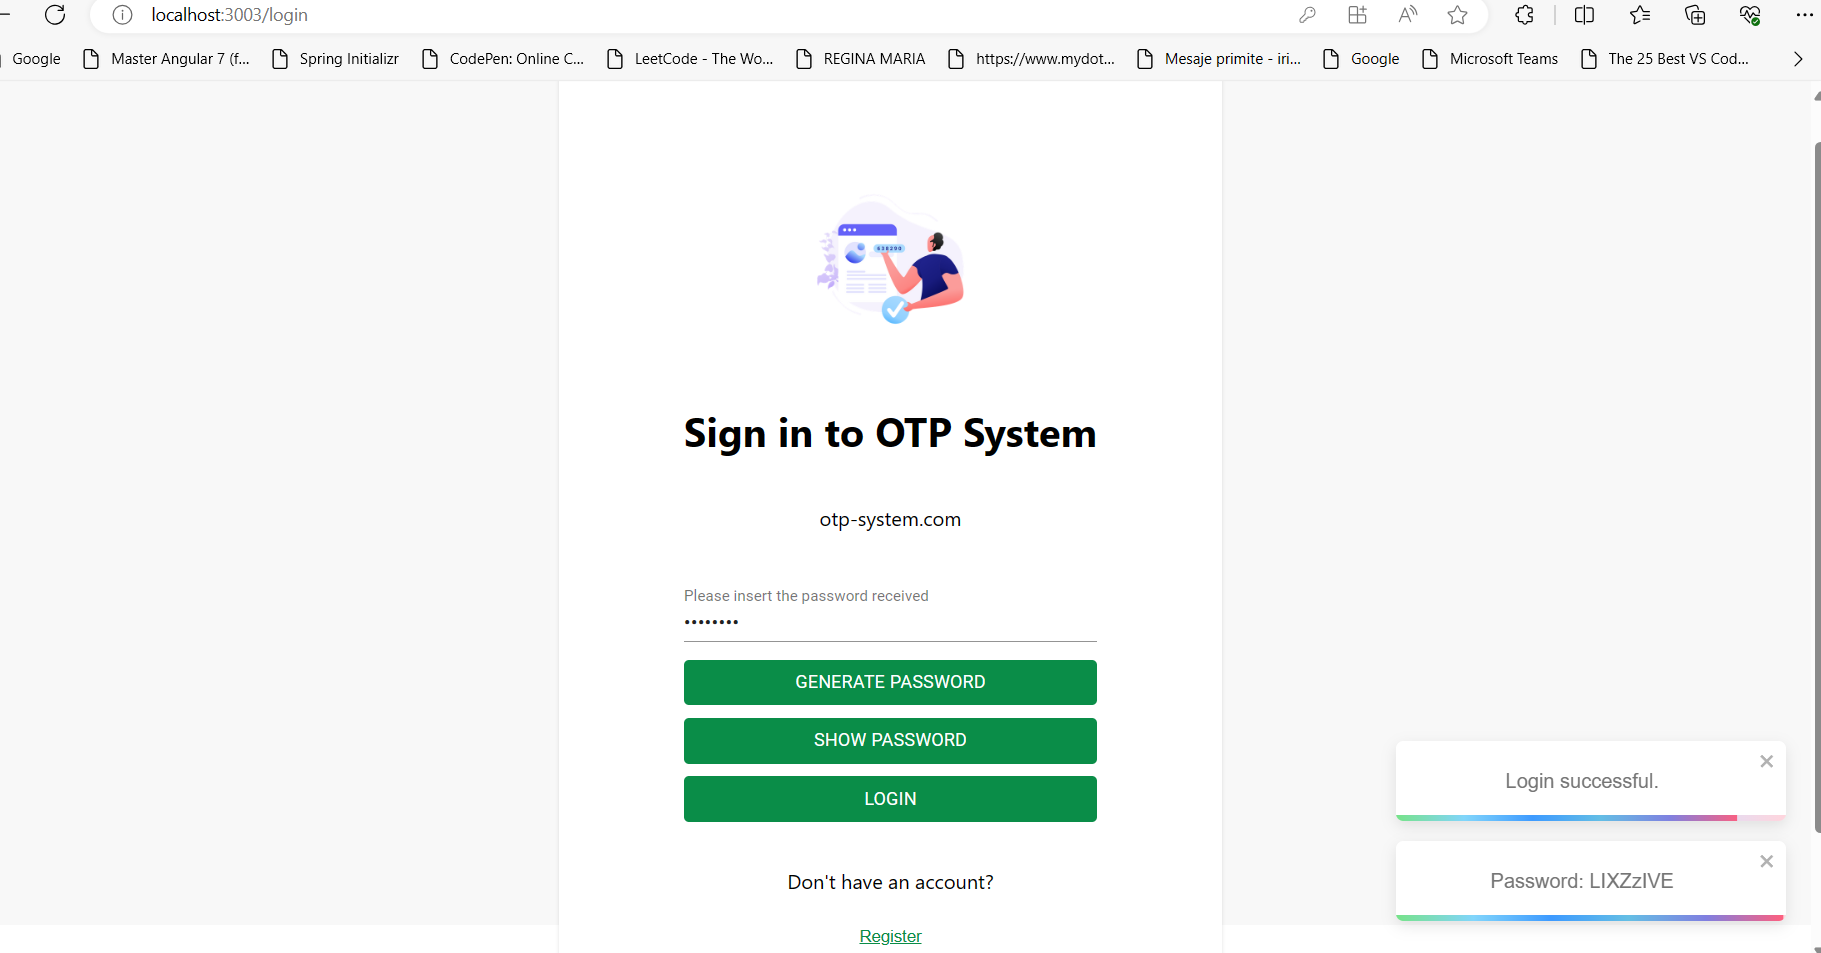 localhost:3003/login
Google
Master Angular 7 (f...
Spring Initializr
CodePen: Online C...
LeetCode - The Wo...
REGINA MARIA
https://www.mydot...
Mesaje primite - iri...
Google
Microsoft Teams
The 25 Best VS Cod...
638290
Sign in to OTP System
otp-system.com
Please insert the password received
••••••••
GENERATE PASSWORD
SHOW PASSWORD
LOGIN
Login successful.
Password: LIXZzIVE
Don't have an account?
Register